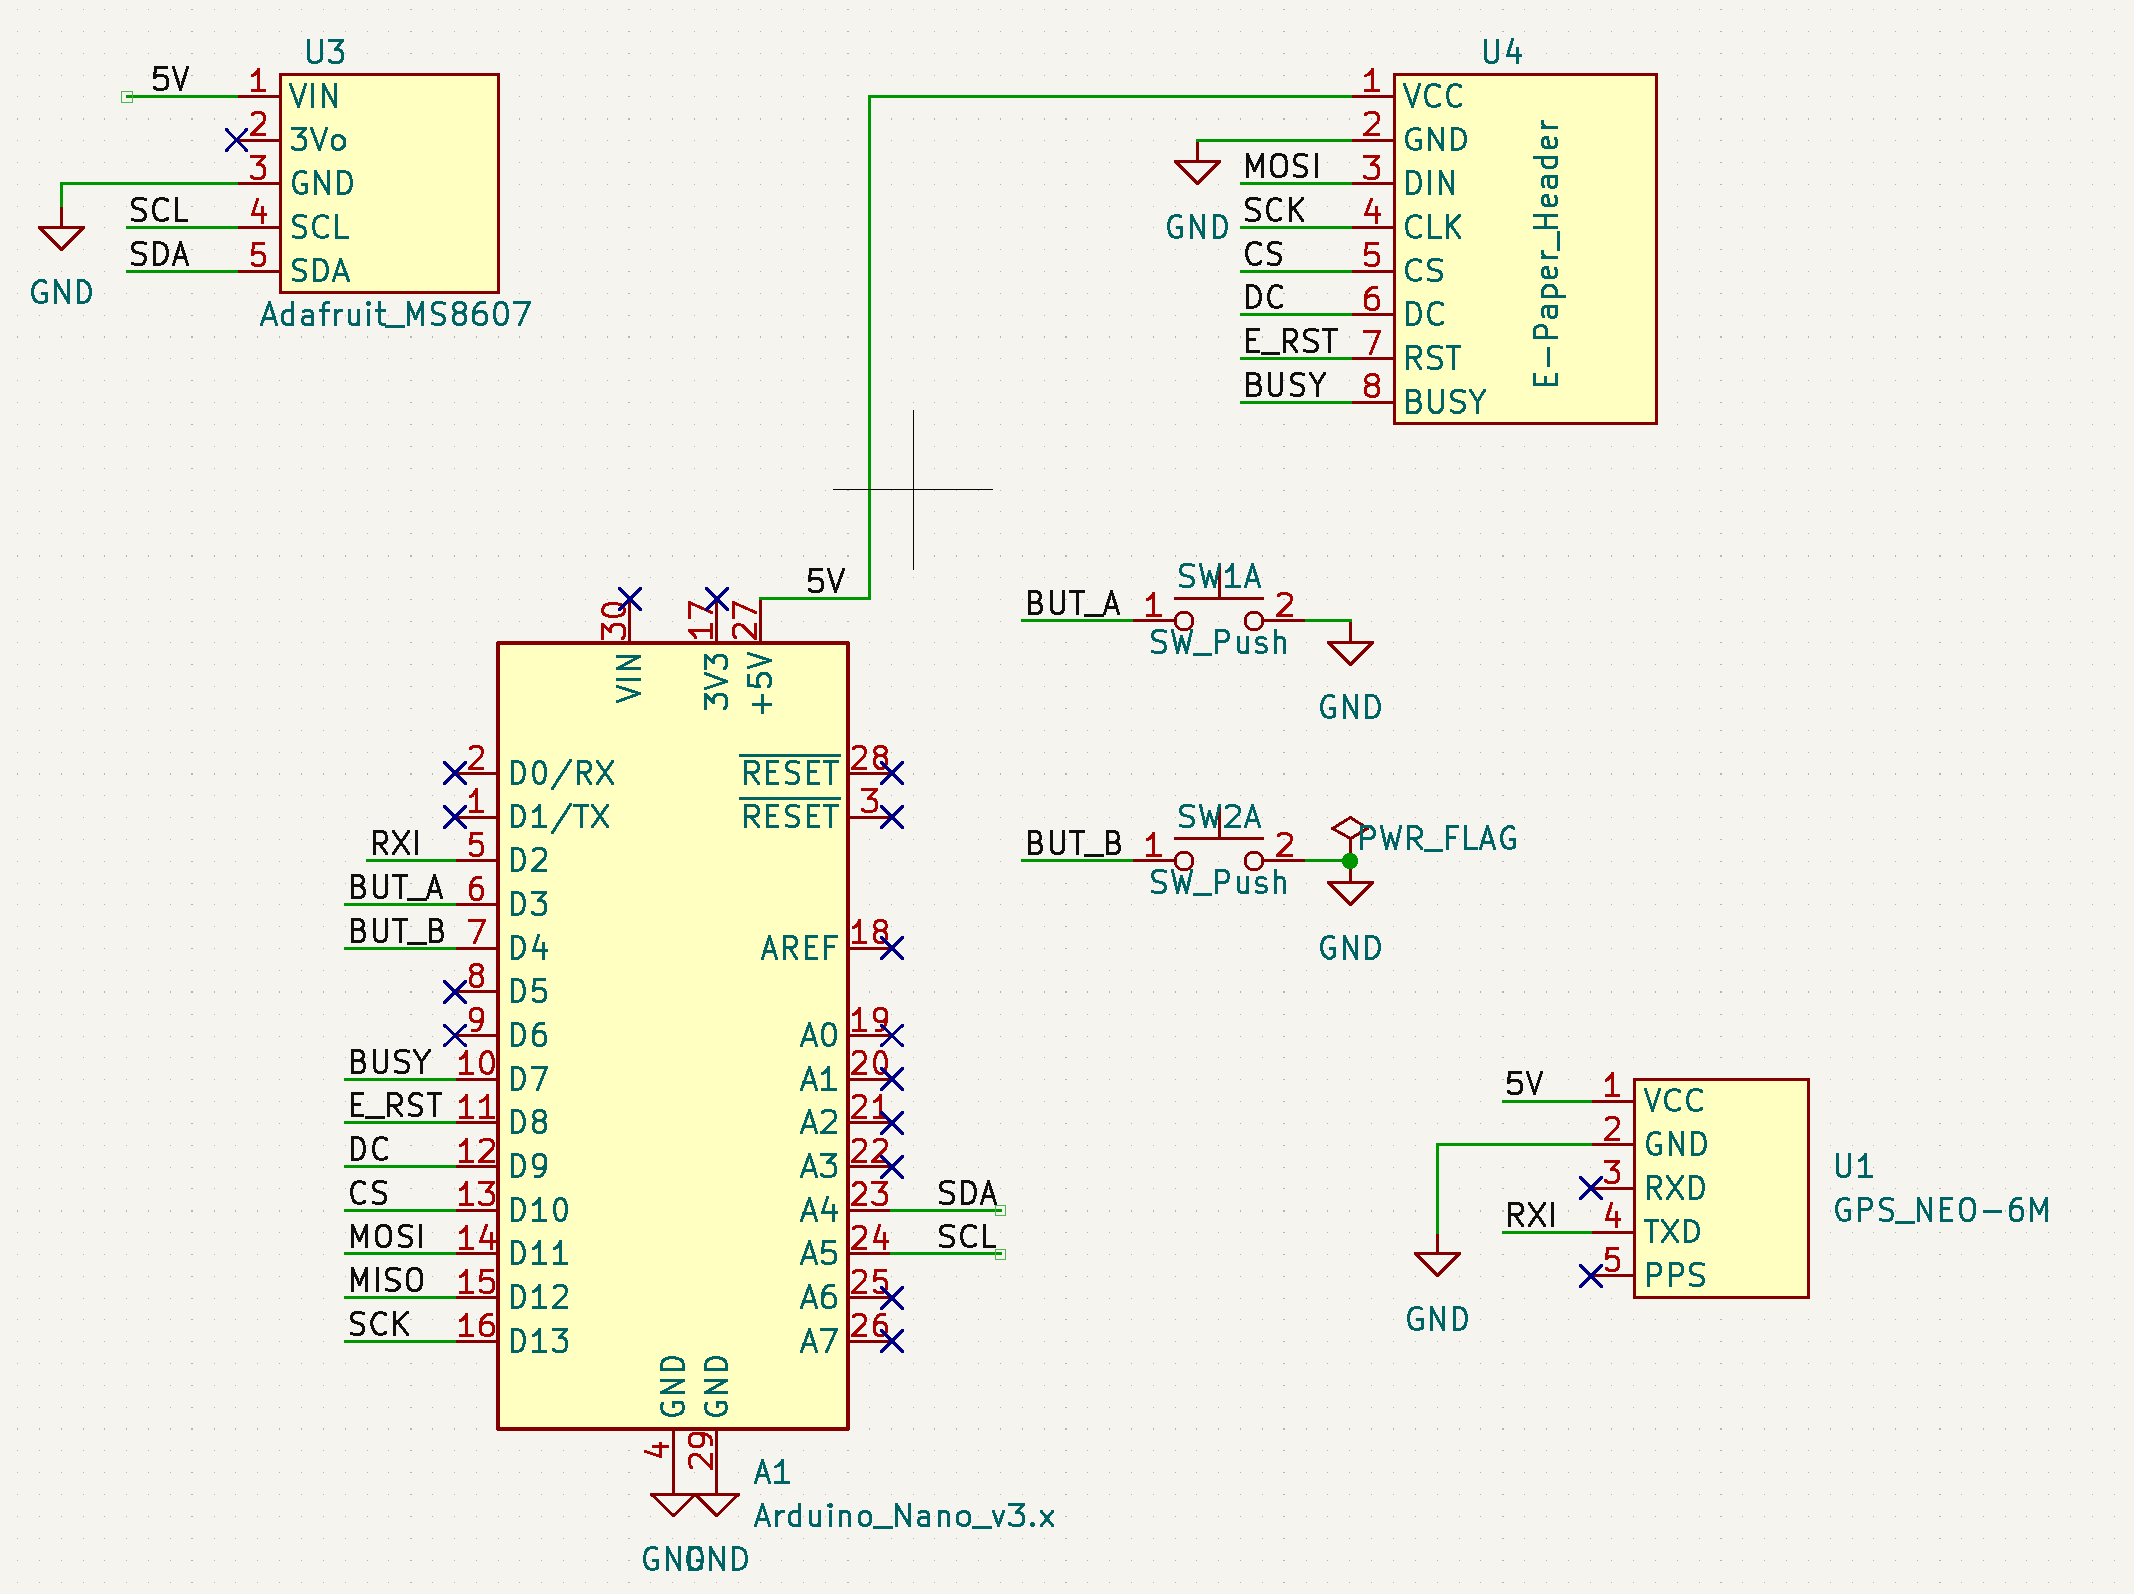 U3
5V 1 VIN
2 3Vo
3 GND
SCL 4 SCL
SDA 5 SDA
GND
Adafruit_MS8607
U4
1 VCC
2 GND
MOSI 3 DIN
GND
SCK 4 CLK
CS 5 CS
DC 6 DC
E_RST 7 RST
BUSY 8 BUSY
E-Paper_Header
5V
30 17 27
VIN 3V3 +5V
2 D0/RX RESET 28
1 D1/TX RESET 3
RXI 5 D2
BUT_A 6 D3
BUT_B 7 D4 AREF 18
8 D5
9 D6 A0 19
BUSY 10 D7 A1 20
E_RST 11 D8 A2 21
DC 12 D9 A3 22
CS 13 D10 A4 23 SDA
MOSI 14 D11 A5 24 SCL
MISO 15 D12 A6 25
SCK 16 D13 A7 26
GND GND
4 29
A1
Arduino_Nano_v3.x
GND GND
SW1A
BUT_A 1 2
SW_Push
GND
SW2A
PWR_FLAG
BUT_B 1 2
SW_Push
GND
5V 1 VCC
2 GND
3 RXD
RXI 4 TXD
5 PPS
GND
U1
GPS_NEO-6M